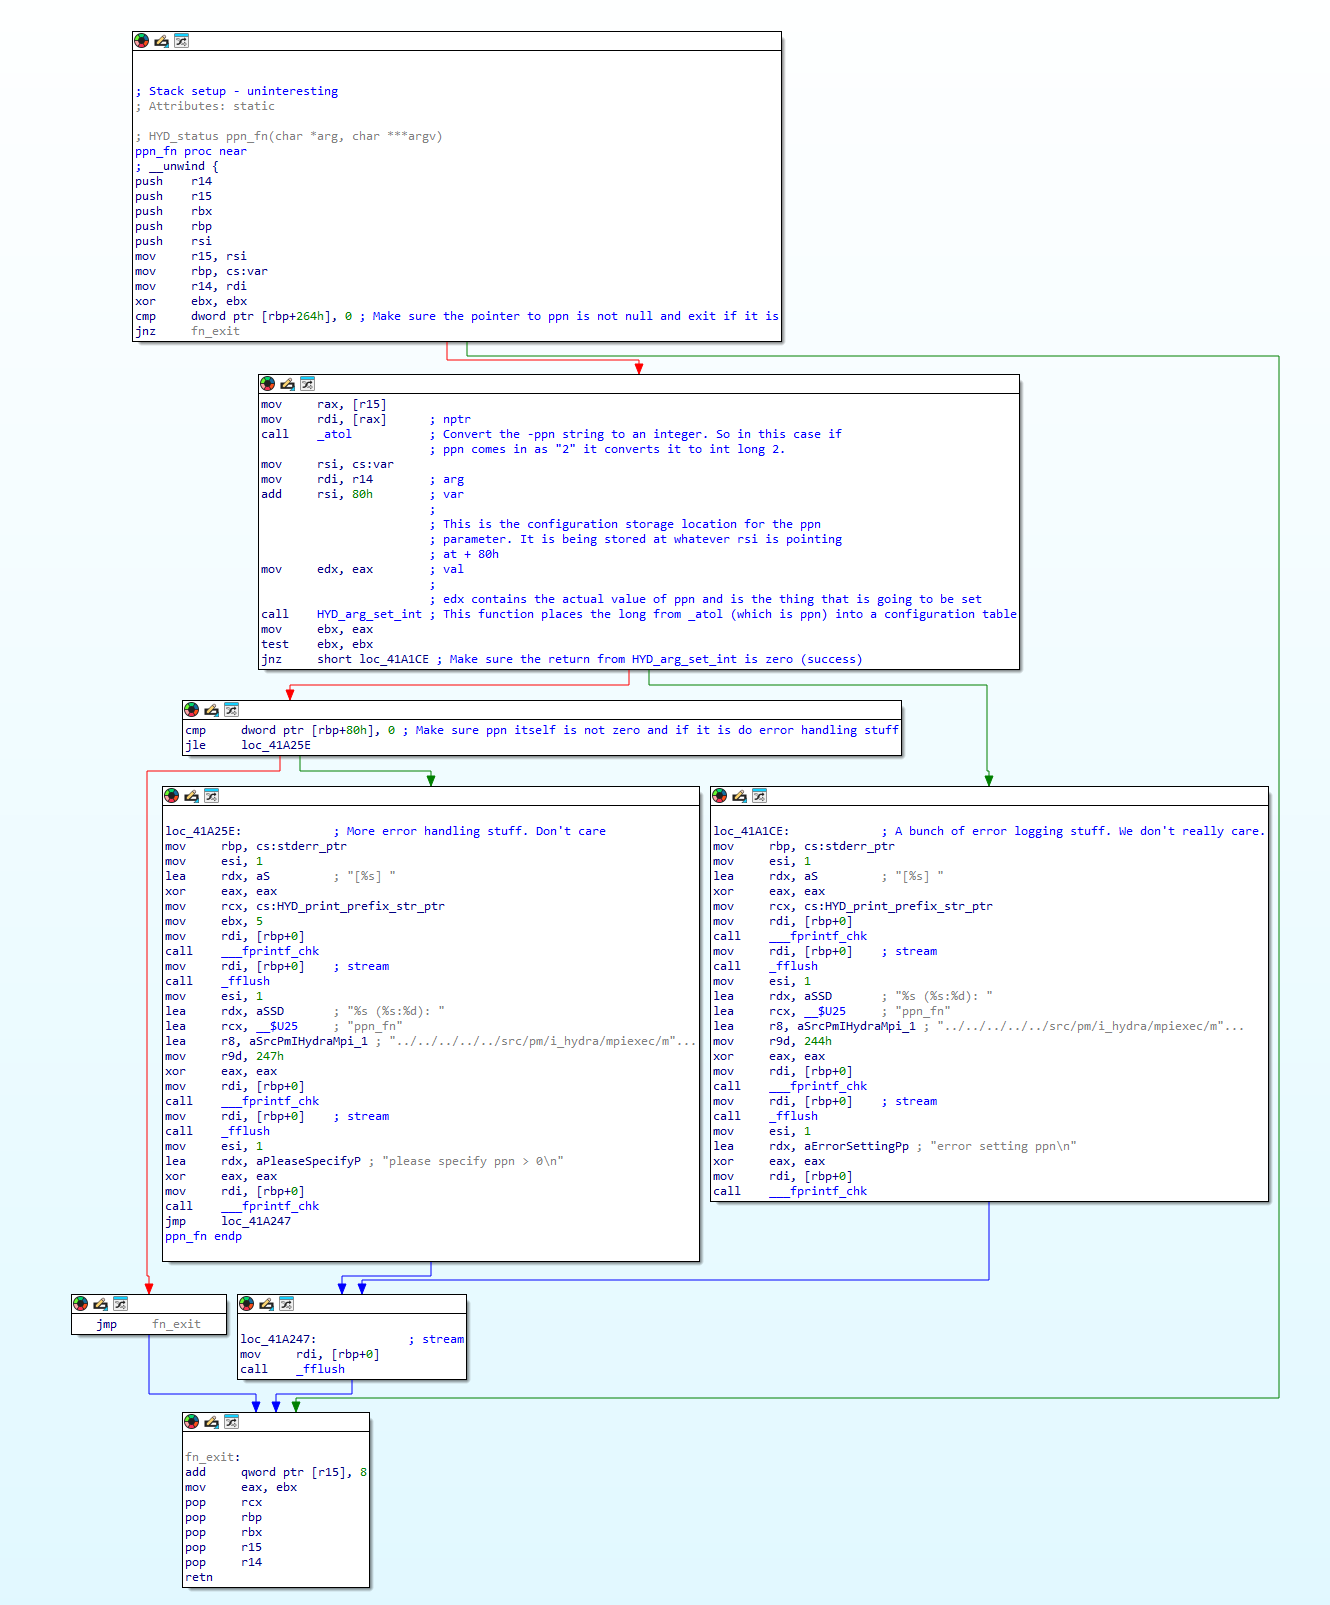 ; Stack setup - uninteresting
; Attributes: static
; HYD_status ppn_fn(char *arg, char ***argv)
ppn_fn proc near
; __unwind {
push    r14
push    r15
push    rbx
push    rbp
push    rsi
mov     r15, rsi
mov     rbp, cs:var
mov     r14, rdi
xor     ebx, ebx
cmp     dword ptr [rbp+264h], 0 ; Make sure the pointer to ppn is not null and exit if it is
jnz     fn_exit
mov     rax, [r15]
mov     rdi, [rax]      ; nptr
call    _atol           ; Convert the -ppn string to an integer. So in this case if
; ppn comes in as "2" it converts it to int long 2.
mov     rsi, cs:var
mov     rdi, r14        ; arg
add     rsi, 80h        ; var
;
; This is the configuration storage location for the ppn
; parameter. It is being stored at whatever rsi is pointing
; at + 80h
mov     edx, eax        ; val
;
; edx contains the actual value of ppn and is the thing that is going to be set
call    HYD_arg_set_int ; This function places the long from _atol (which is ppn) into a configuration table
mov     ebx, eax
test    ebx, ebx
jnz     short loc_41A1CE ; Make sure the return from HYD_arg_set_int is zero (success)
cmp     dword ptr [rbp+80h], 0 ; Make sure ppn itself is not zero and if it is do error handling stuff
jle     loc_41A25E
loc_41A25E:             ; More error handling stuff. Don't care
mov     rbp, cs:stderr_ptr
mov     esi, 1
lea     rdx, aS         ; "[%s] "
xor     eax, eax
mov     rcx, cs:HYD_print_prefix_str_ptr
mov     ebx, 5
mov     rdi, [rbp+0]
call    ___fprintf_chk
mov     rdi, [rbp+0]    ; stream
call    _fflush
mov     esi, 1
lea     rdx, aSSD       ; "%s (%s:%d): "
lea     rcx, __$U25     ; "ppn_fn"
lea     r8, aSrcPmIHydraMpi_1 ; "../../../../../src/pm/i_hydra/mpiexec/m"...
mov     r9d, 247h
xor     eax, eax
mov     rdi, [rbp+0]
call    ___fprintf_chk
mov     rdi, [rbp+0]    ; stream
call    _fflush
mov     esi, 1
lea     rdx, aPleaseSpecifyP ; "please specify ppn > 0\n"
xor     eax, eax
mov     rdi, [rbp+0]
call    ___fprintf_chk
jmp     loc_41A247
ppn_fn endp
loc_41A1CE:             ; A bunch of error logging stuff. We don't really care.
mov     rbp, cs:stderr_ptr
mov     esi, 1
lea     rdx, aS         ; "[%s] "
xor     eax, eax
mov     rcx, cs:HYD_print_prefix_str_ptr
mov     rdi, [rbp+0]
call    ___fprintf_chk
mov     rdi, [rbp+0]    ; stream
call    _fflush
mov     esi, 1
lea     rdx, aSSD       ; "%s (%s:%d): "
lea     rcx, __$U25     ; "ppn_fn"
lea     r8, aSrcPmIHydraMpi_1 ; "../../../../../src/pm/i_hydra/mpiexec/m"...
mov     r9d, 244h
xor     eax, eax
mov     rdi, [rbp+0]
call    ___fprintf_chk
mov     rdi, [rbp+0]    ; stream
call    _fflush
mov     esi, 1
lea     rdx, aErrorSettingPp ; "error setting ppn\n"
xor     eax, eax
mov     rdi, [rbp+0]
call    ___fprintf_chk
jmp     fn_exit
loc_41A247:             ; stream
mov     rdi, [rbp+0]
call    _fflush
fn_exit:
add     qword ptr [r15], 8
mov     eax, ebx
pop     rcx
pop     rbp
pop     rbx
pop     r15
pop     r14
retn